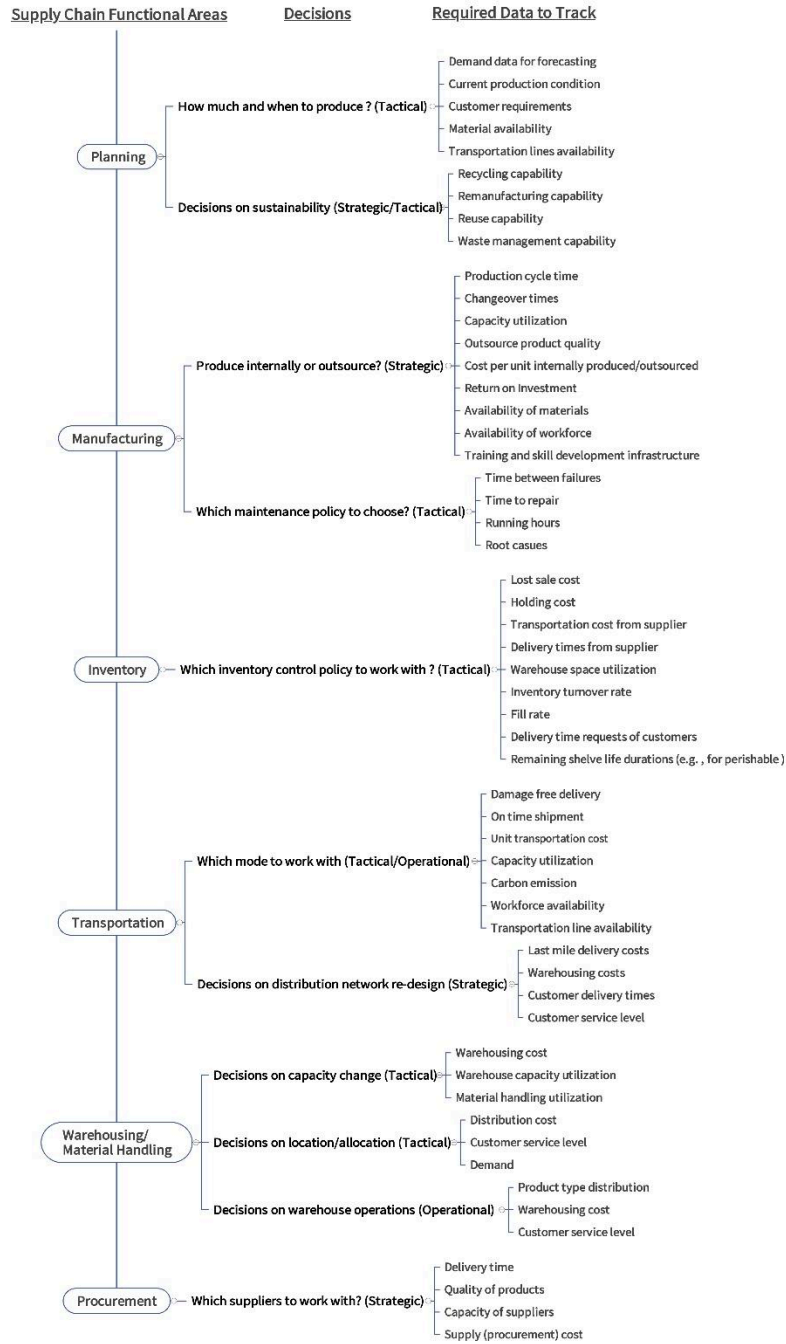 Supply Chain Functional Areas
Decisions
Required Data to Track
Planning
How much and when to produce ? (Tactical)
Demand data for forecasting
Current production condition
Customer requirements
Material availability
Transportation lines availability
Decisions on sustainability (Strategic/Tactical)
Recycling capability
Remanufacturing capability
Reuse capability
Waste management capability
Manufacturing
Produce internally or outsource? (Strategic)
Production cycle time
Changeover times
Capacity utilization
Outsource product quality
Cost per unit internally produced/outsourced
Return on Investment
Availability of materials
Availability of workforce
Training and skill development infrastructure
Which maintenance policy to choose? (Tactical)
Time between failures
Time to repair
Running hours
Root casues
Inventory
Which inventory control policy to work with ? (Tactical)
Lost sale cost
Holding cost
Transportation cost from supplier
Delivery times from supplier
Warehouse space utilization
Inventory turnover rate
Fill rate
Delivery time requests of customers
Remaining shelve life durations (e.g. , for perishable )
Transportation
Which mode to work with (Tactical/Operational)
Damage free delivery
On time shipment
Unit transportation cost
Capacity utilization
Carbon emission
Workforce availability
Transportation line availability
Decisions on distribution network re-design (Strategic)
Last mile delivery costs
Warehousing costs
Customer delivery times
Customer service level
Warehousing/
Material Handling
Decisions on capacity change (Tactical)
Warehousing cost
Warehouse capacity utilization
Material handling utilization
Decisions on location/allocation (Tactical)
Distribution cost
Customer service level
Demand
Decisions on warehouse operations (Operational)
Product type distribution
Warehousing cost
Customer service level
Procurement
Which suppliers to work with? (Strategic)
Delivery time
Quality of products
Capacity of suppliers
Supply (procurement) cost